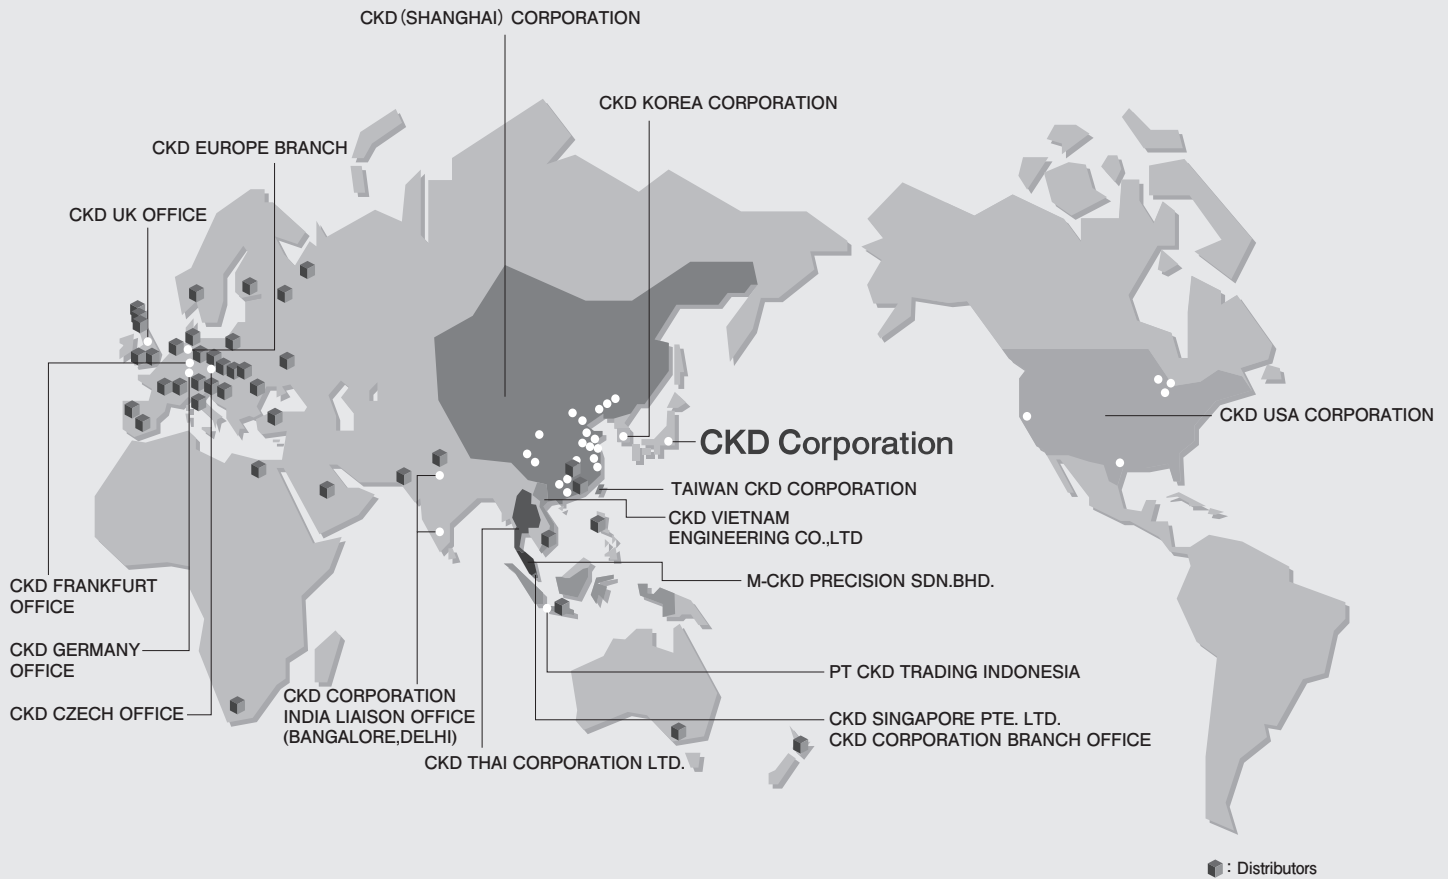 CKD(SHANGHAI) CORPORATION
CKD KOREA CORPORATION
CKD EUROPE BRANCH
CKD UK OFFICE
CKD USA CORPORATION
CKD Corporation
TAIWAN CKD CORPORATION
CKD VIETNAM
ENGINEERING CO.,LTD
M-CKD PRECISION SDN.BHD.
CKD FRANKFURT
OFFICE
CKD GERMANY
OFFICE
CKD CZECH OFFICE
CKD CORPORATION
INDIA LIAISON OFFICE
(BANGALORE,DELHI)
CKD THAI CORPORATION LTD.
PT CKD TRADING INDONESIA
CKD SINGAPORE PTE. LTD.
CKD CORPORATION BRANCH OFFICE
: Distributors